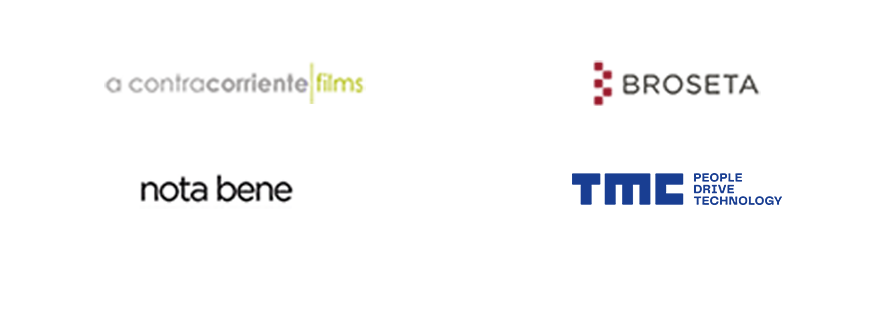 a contracorriente films
BROSETA
nota bene
TMC
PEOPLE
DRIVE
TECHNOLOGY